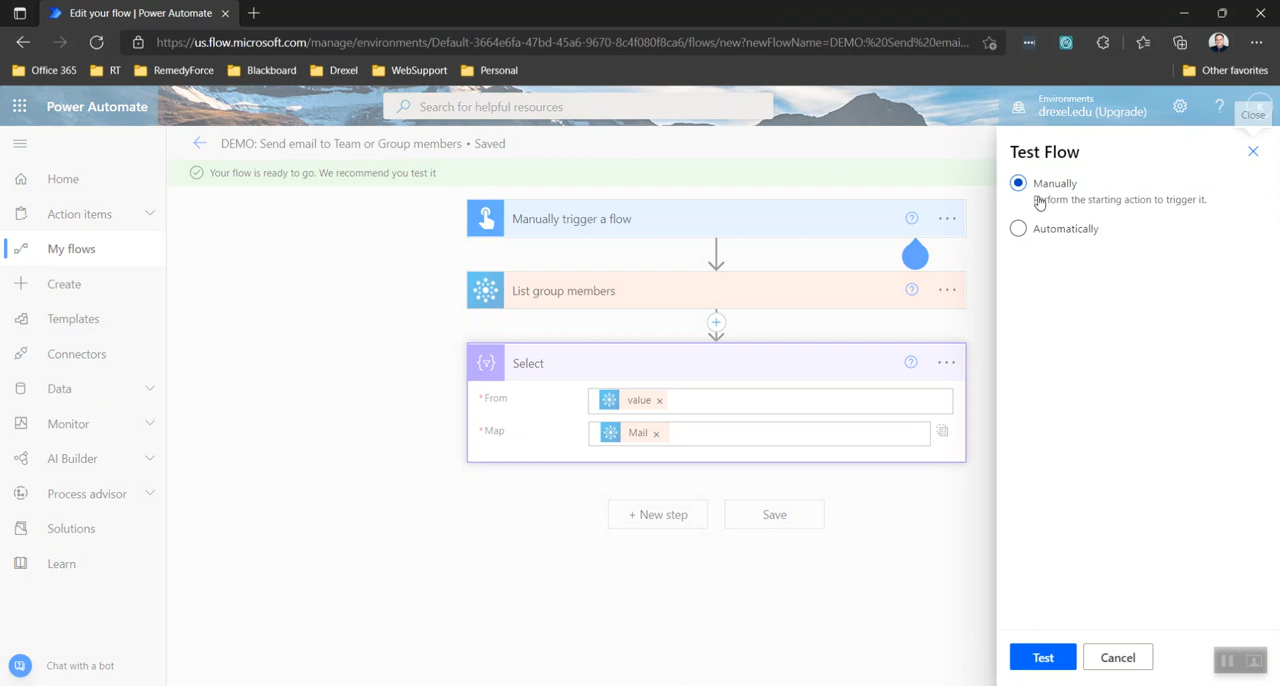 Edit your flow | Power Automate
https://us.flow.microsoft.com/manage/environments/Default-3664e6fa-47bd-45a6-9670-8c4f080f8ca6/flows/new?newFlowName=DEMO:%20Send%20emai...
Office 365 RT RemedyForce Blackboard Drexel WebSupport Personal Other favorites
Power Automate
Search for helpful resources
Environments
drexel.edu (Upgrade)
?
K
Close
DEMO: Send email to Team or Group members • Saved
Your flow is ready to go. We recommend you test it
Home
Action items
My flows
Create
Templates
Connectors
Data
Monitor
AI Builder
Process advisor
Solutions
Learn
Chat with a bot
Manually trigger a flow
List group members
Select
* From
value ×
* Map
Mail ×
+ New step
Save
Test Flow
Manually
Perform the starting action to trigger it.
Automatically
Test
Cancel